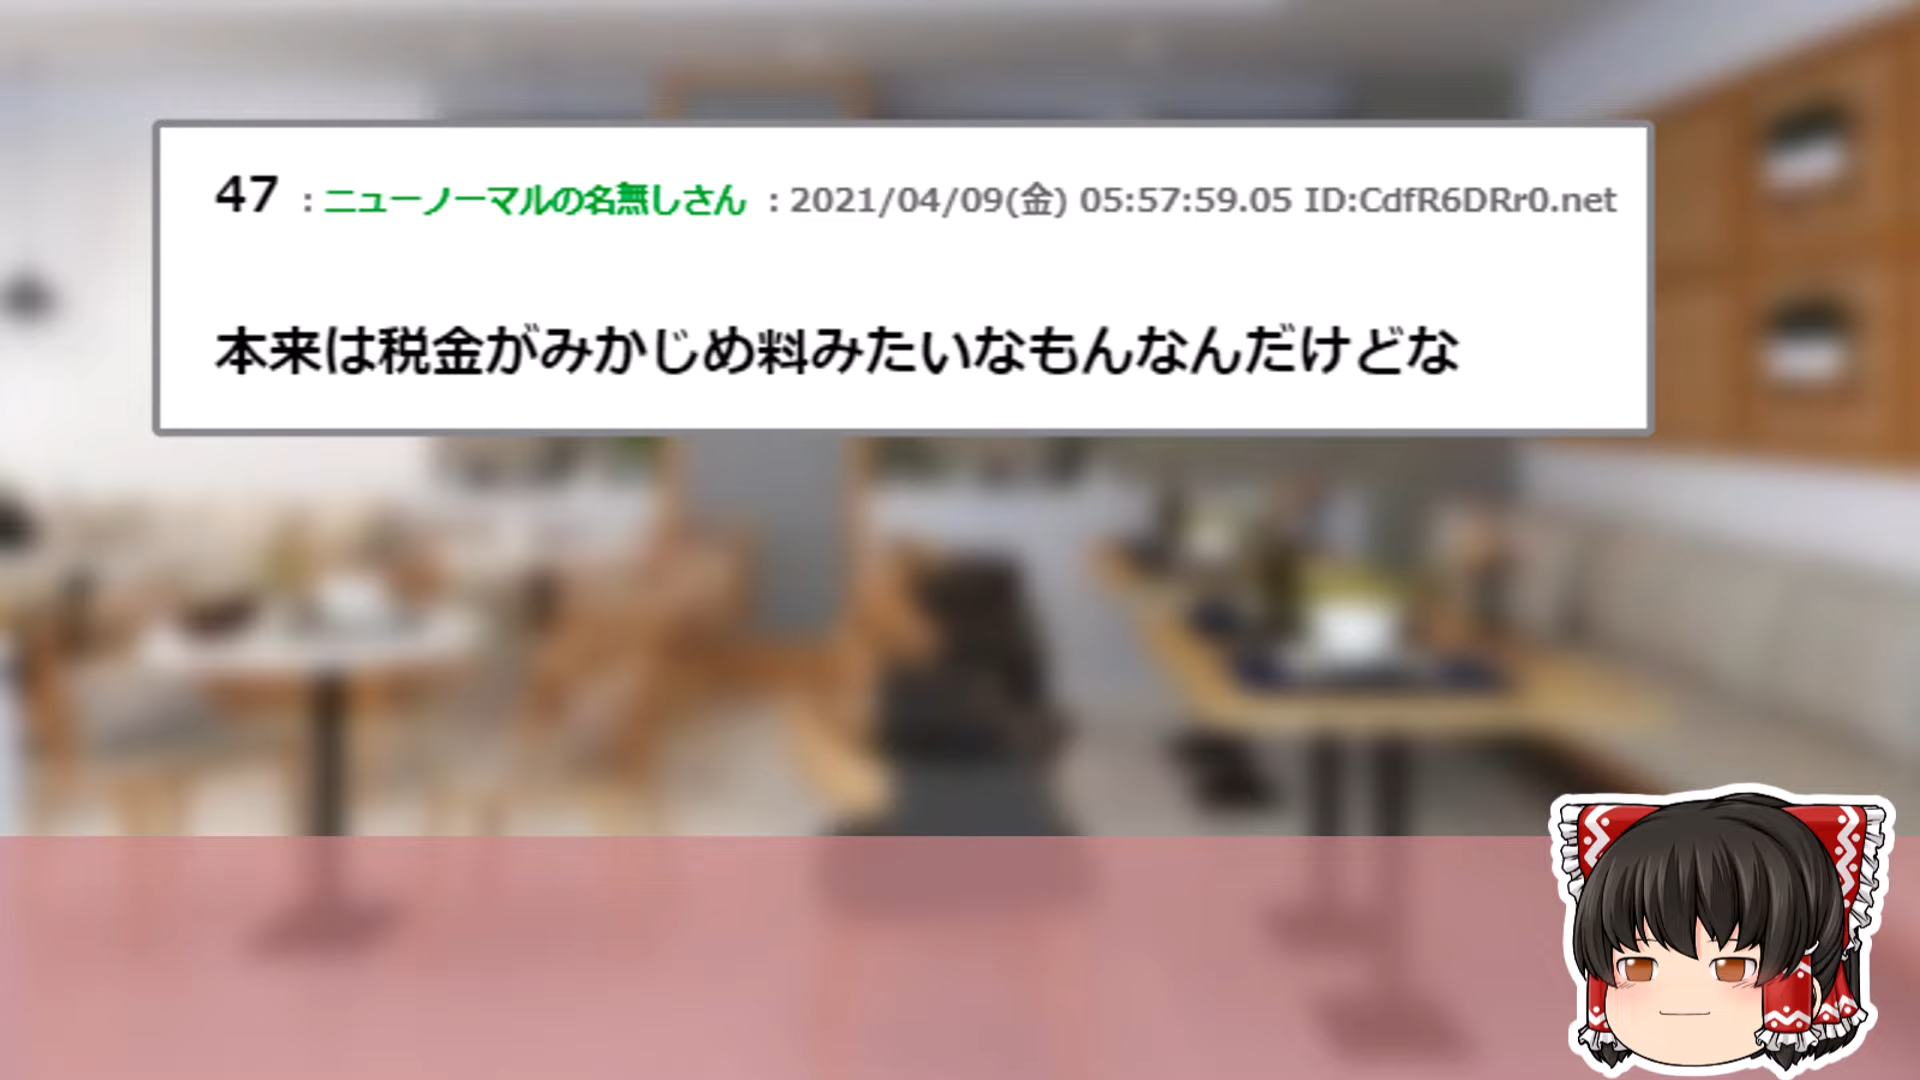 47 : ニューノーマルの名無しさん : 2021/04/09(金) 05:57:59.05 ID:CdfR6DRr0.net
本来は税金がみかじめ料みたいなもんなんだけどな